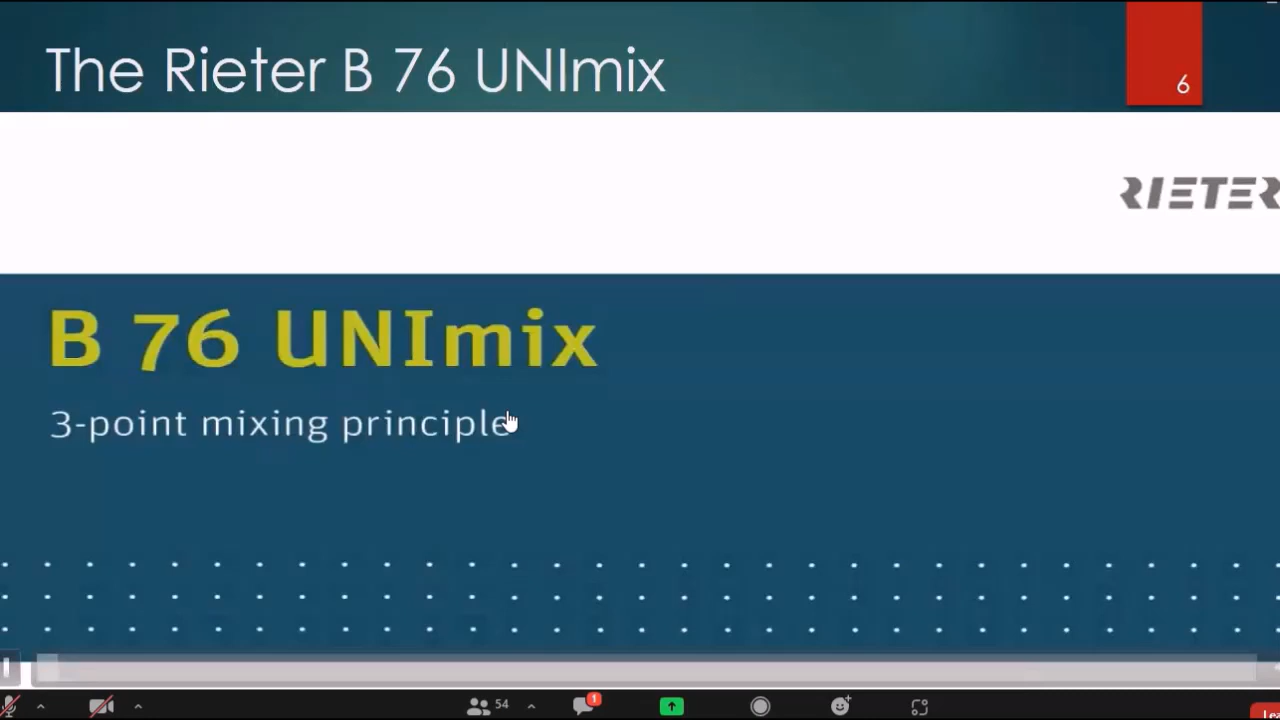 The Rieter B 76 UNImix
6
RIETER
B 76 UNImix
3-point mixing principle
54
1